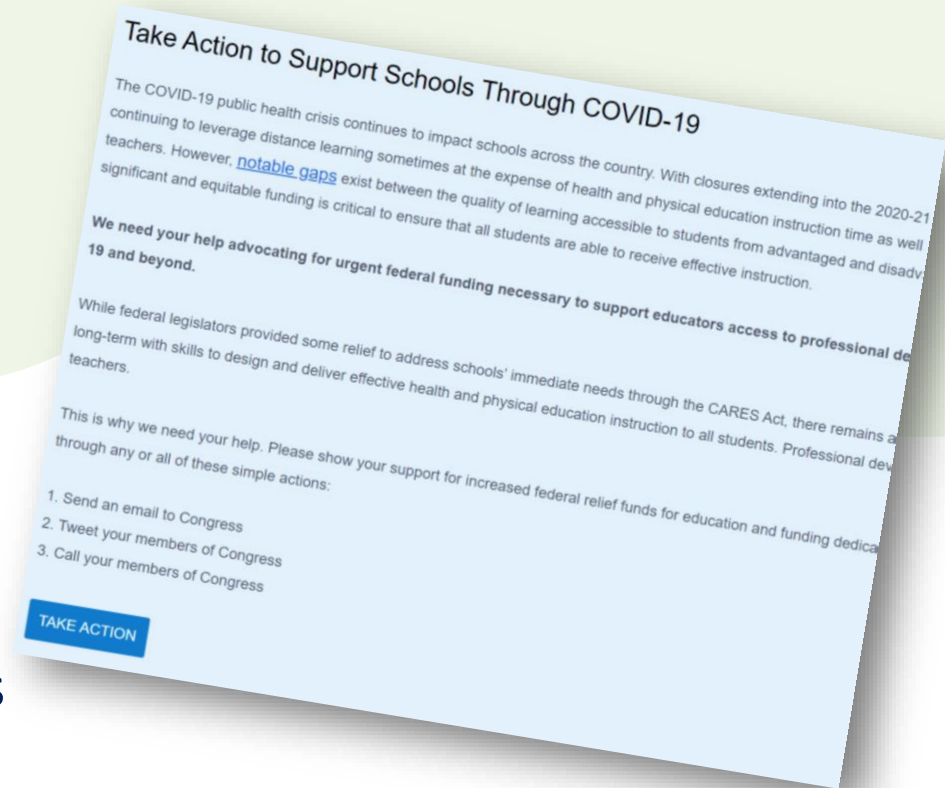 Take Action to Support Schools Through COVID-19
The COVID-19 public health crisis continues to impact schools across the country. With closures extending into the 2020-21
continuing to leverage distance learning sometimes at the expense of health and physical education instruction time as well
teachers. However, notable gaps exist between the quality of learning accessible to students from advantaged and disadv
significant and equitable funding is critical to ensure that all students are able to receive effective instruction.
We need your help advocating for urgent federal funding necessary to support educators access to professional de
19 and beyond.
While federal legislators provided some relief to address schools' immediate needs through the CARES Act, there remains a
long-term with skills to design and deliver effective health and physical education instruction to all students. Professional dev
teachers.
This is why we need your help. Please show your support for increased federal relief funds for education and funding dedica
through any or all of these simple actions:
1. Send an email to Congress
2. Tweet your members of Congress
3. Call your members of Congress
TAKE ACTION
s